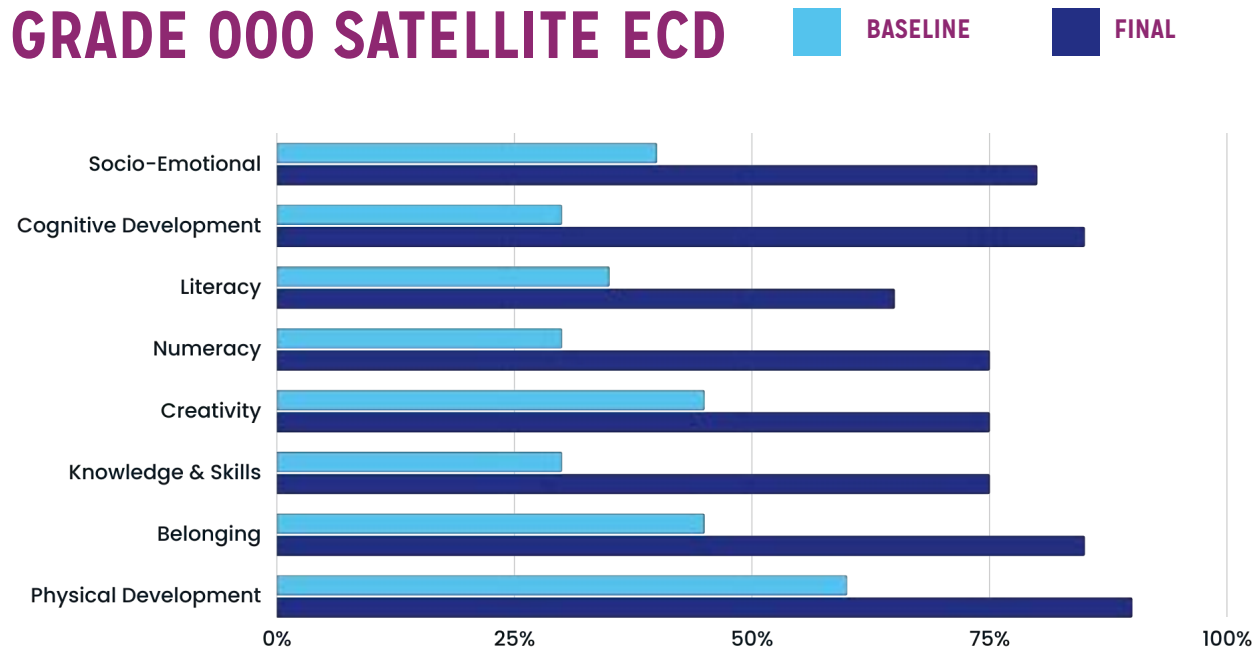 GRADE 000 SATELLITE ECD
BASELINE
FINAL
Socio-Emotional
Cognitive Development
Literacy
Numeracy
Creativity
Knowledge & Skills
Belonging
Physical Development
0% 25% 50% 75% 100%